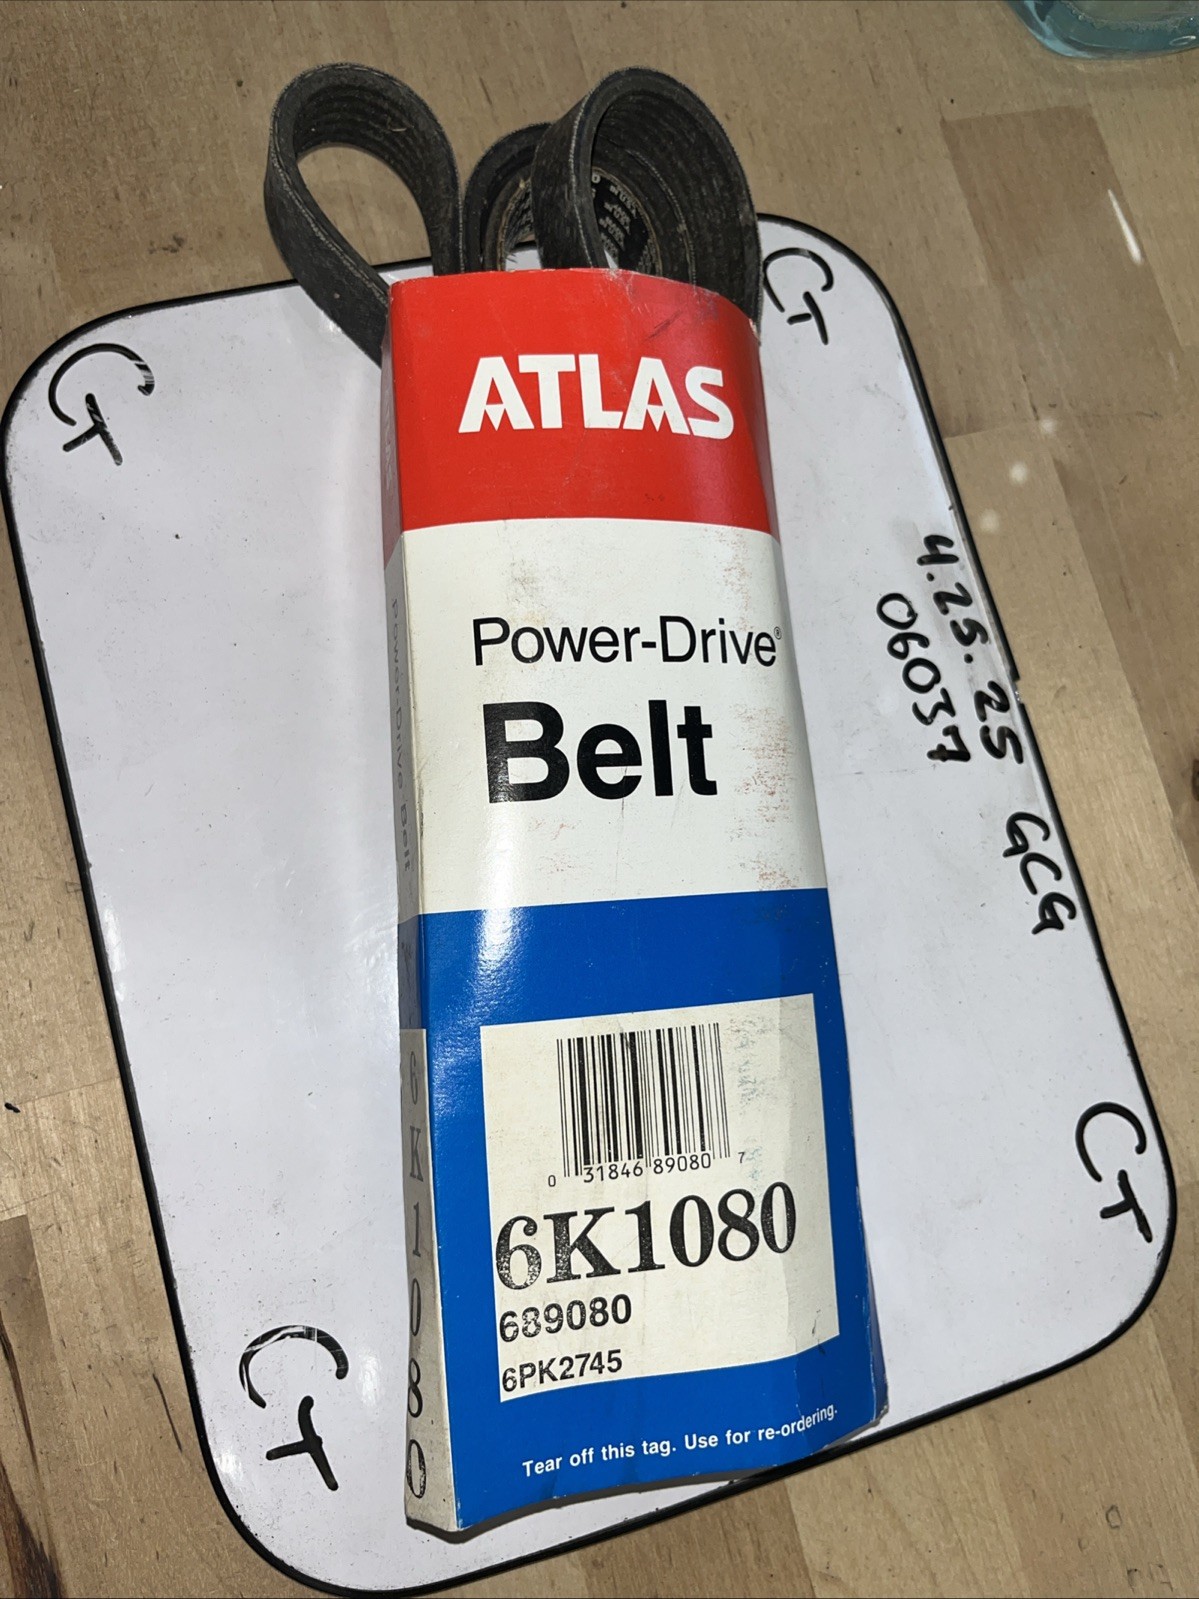 CT
CT
ATLAS
Power-Drive®
Belt
4.25.25 GCG
06037
Power-Drive Belt
6K1080
0 31846 89080 7
6K1080
689080
6PK2745
CT
CT
Tear off this tag. Use for re-ordering.